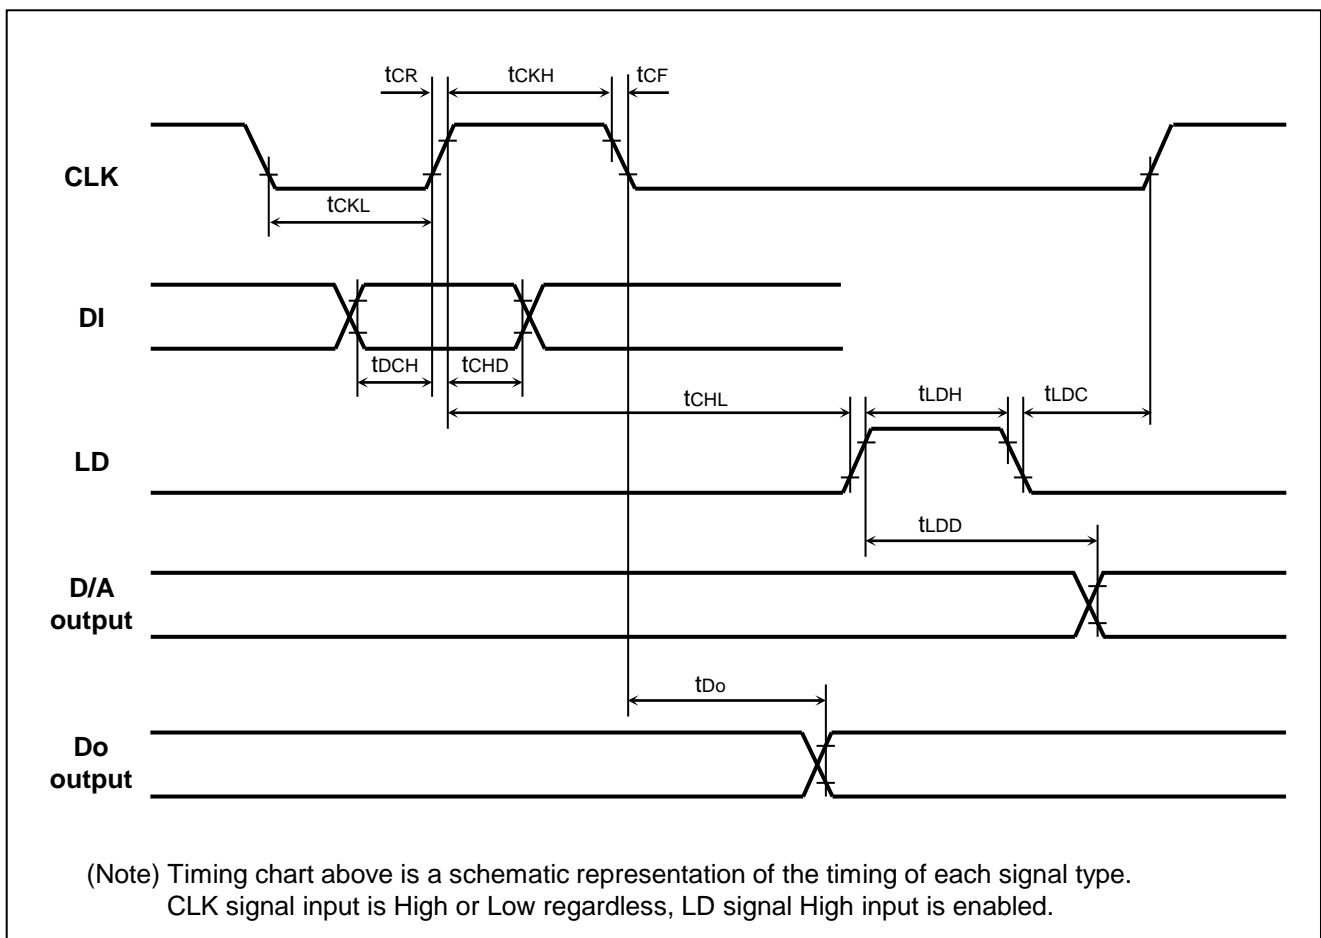 tCR
tCKH
tCF
CLK
tCKL
DI
tDCH
tCHD
tCHL
tLDH
tLDC
LD
tLDD
D/A
output
tDo
Do
output
(Note) Timing chart above is a schematic representation of the timing of each signal type.
CLK signal input is High or Low regardless, LD signal High input is enabled.